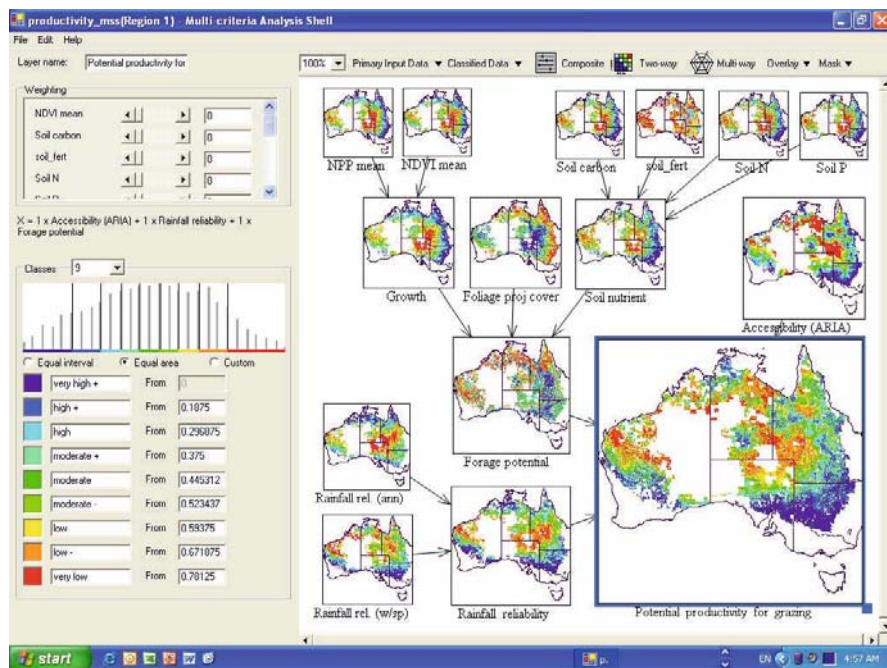 productivity_mss(Region 1) - Multi-criteria Analysis Shell
File Edit Help
Layer name: Potential productivity for
100% Primary Input Data Classified Data Composite Two-way Multi way Overlay Mask
Weighting
NDVI mean 0
Soil carbon 0
soil_fert 0
Soil N 0
X = 1 x Accessibility (ARIA) + 1 x Rainfall reliability + 1 x
Forage potential
Classes: 9
Equal interval Equal area Custom
very high + From 0
high + From 0.1875
high From 0.296875
moderate + From 0.375
moderate From 0.445312
moderate - From 0.523437
low From 0.59375
low - From 0.671875
very low From 0.78125
NPP mean NDVI mean Soil carbon soil_fert Soil N Soil P
Growth Foliage proj cover Soil nutrient
Accessibility (ARIA)
Forage potential
Rainfall rel. (ann)
Rainfall rel. (w/sp) Rainfall reliability Potential productivity for grazing
start p. EN 4:57 AM